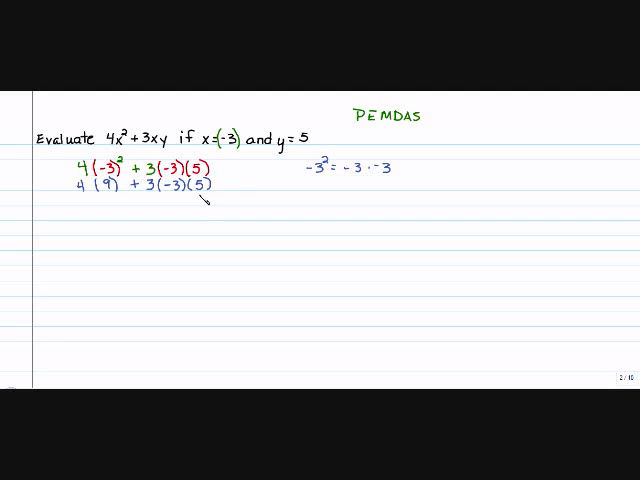 PEMDAS
Evaluate 4x² + 3xy if x=(-3) and y = 5
4 (-3)² + 3(-3)(5)
-3² = -3 · -3
4 (9) + 3(-3)(5)
2 / 10